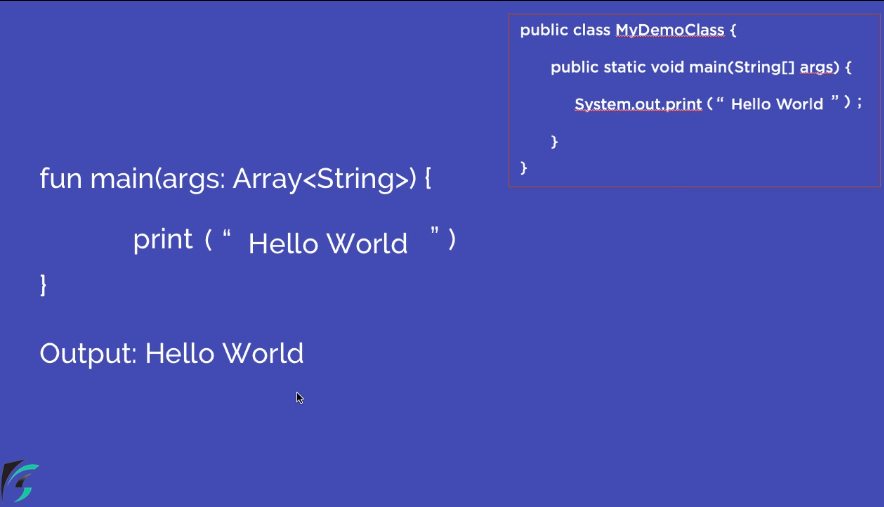 public class MyDemoClass {
public static void main(String[] args) {
System.out.print ( “ Hello World ” ) ;
}
}
fun main(args: Array<String>) {
print ( “ Hello World ” )
}
Output: Hello World